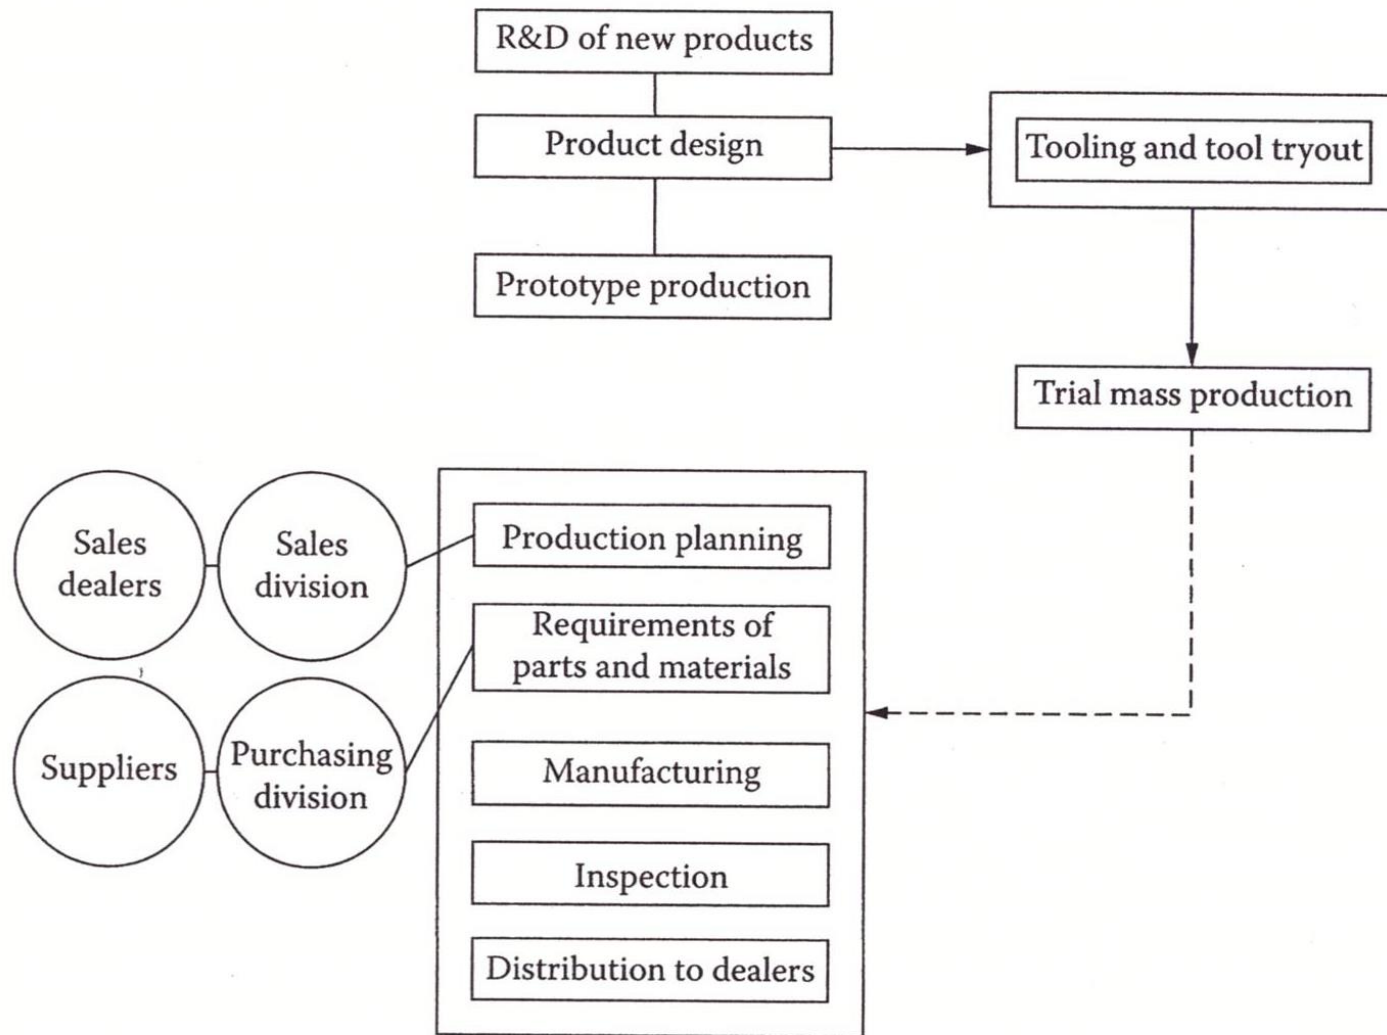 R&D of new products
Product design
Tooling and tool tryout
Prototype production
Trial mass production
Sales
dealers
Sales
division
Production planning
Requirements of
parts and materials
Suppliers
Purchasing
division
Manufacturing
Inspection
Distribution to dealers